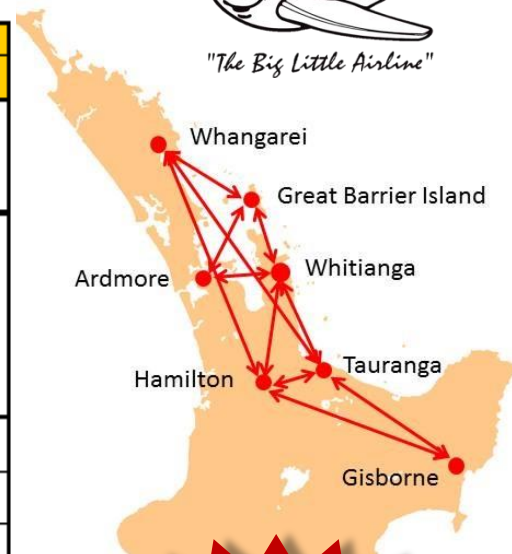 "The Big Little Airline"
Whangarei
Great Barrier Island
Whitianga
Ardmore
Tauranga
Hamilton
Gisborne